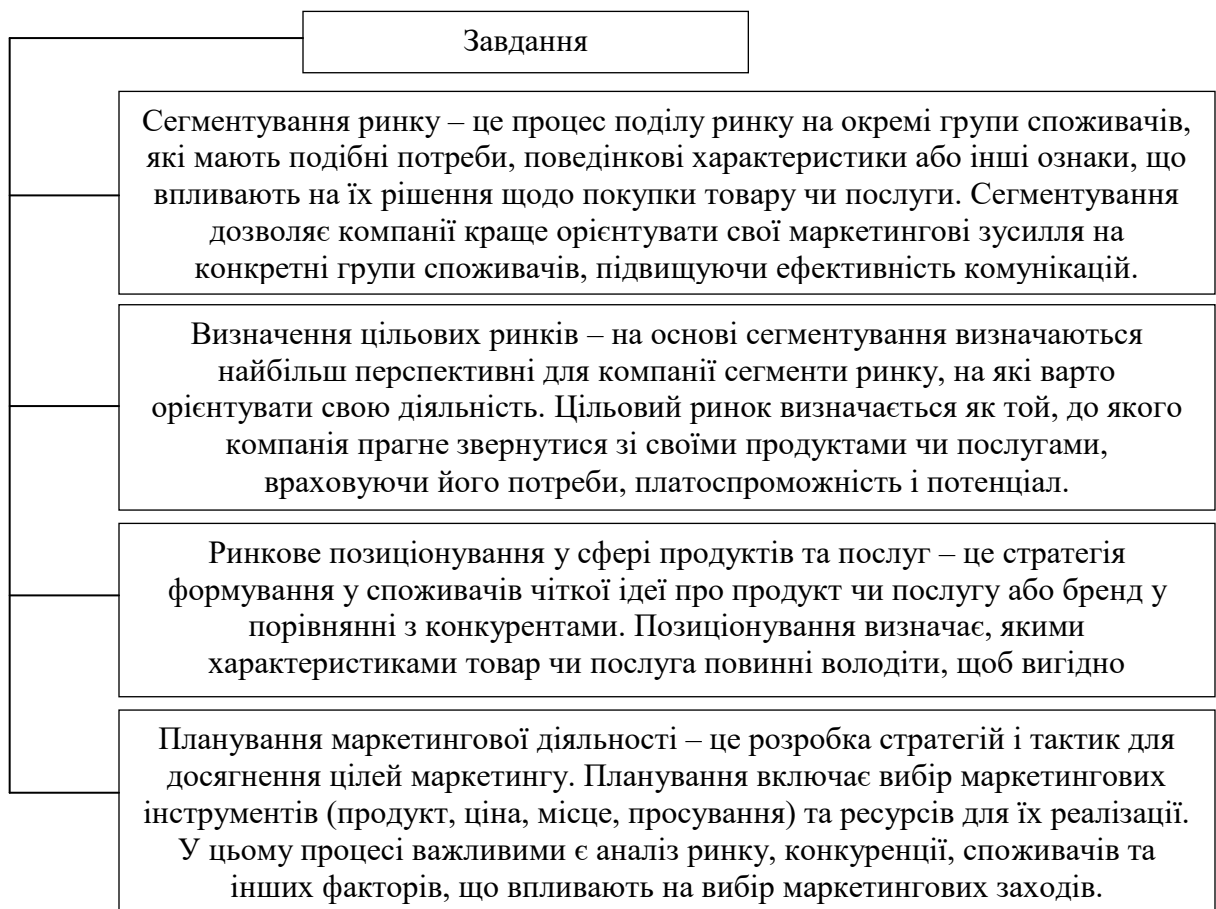 Завдання
Сегментування ринку – це процес поділу ринку на окремі групи споживачів,
які мають подібні потреби, поведінкові характеристики або інші ознаки, що
впливають на їх рішення щодо покупки товару чи послуги. Сегментування
дозволяє компанії краще орієнтувати свої маркетингові зусилля на
конкретні групи споживачів, підвищуючи ефективність комунікацій.
Визначення цільових ринків – на основі сегментування визначаються
найбільш перспективні для компанії сегменти ринку, на які варто
орієнтувати свою діяльність. Цільовий ринок визначається як той, до якого
компанія прагне звернутися зі своїми продуктами чи послугами,
враховуючи його потреби, платоспроможність і потенціал.
Ринкове позиціонування у сфері продуктів та послуг – це стратегія
формування у споживачів чіткої ідеї про продукт чи послугу або бренд у
порівнянні з конкурентами. Позиціонування визначає, якими
характеристиками товар чи послуга повинні володіти, щоб вигідно
Планування маркетингової діяльності – це розробка стратегій і тактик для
досягнення цілей маркетингу. Планування включає вибір маркетингових
інструментів (продукт, ціна, місце, просування) та ресурсів для їх реалізації.
У цьому процесі важливими є аналіз ринку, конкуренції, споживачів та
інших факторів, що впливають на вибір маркетингових заходів.